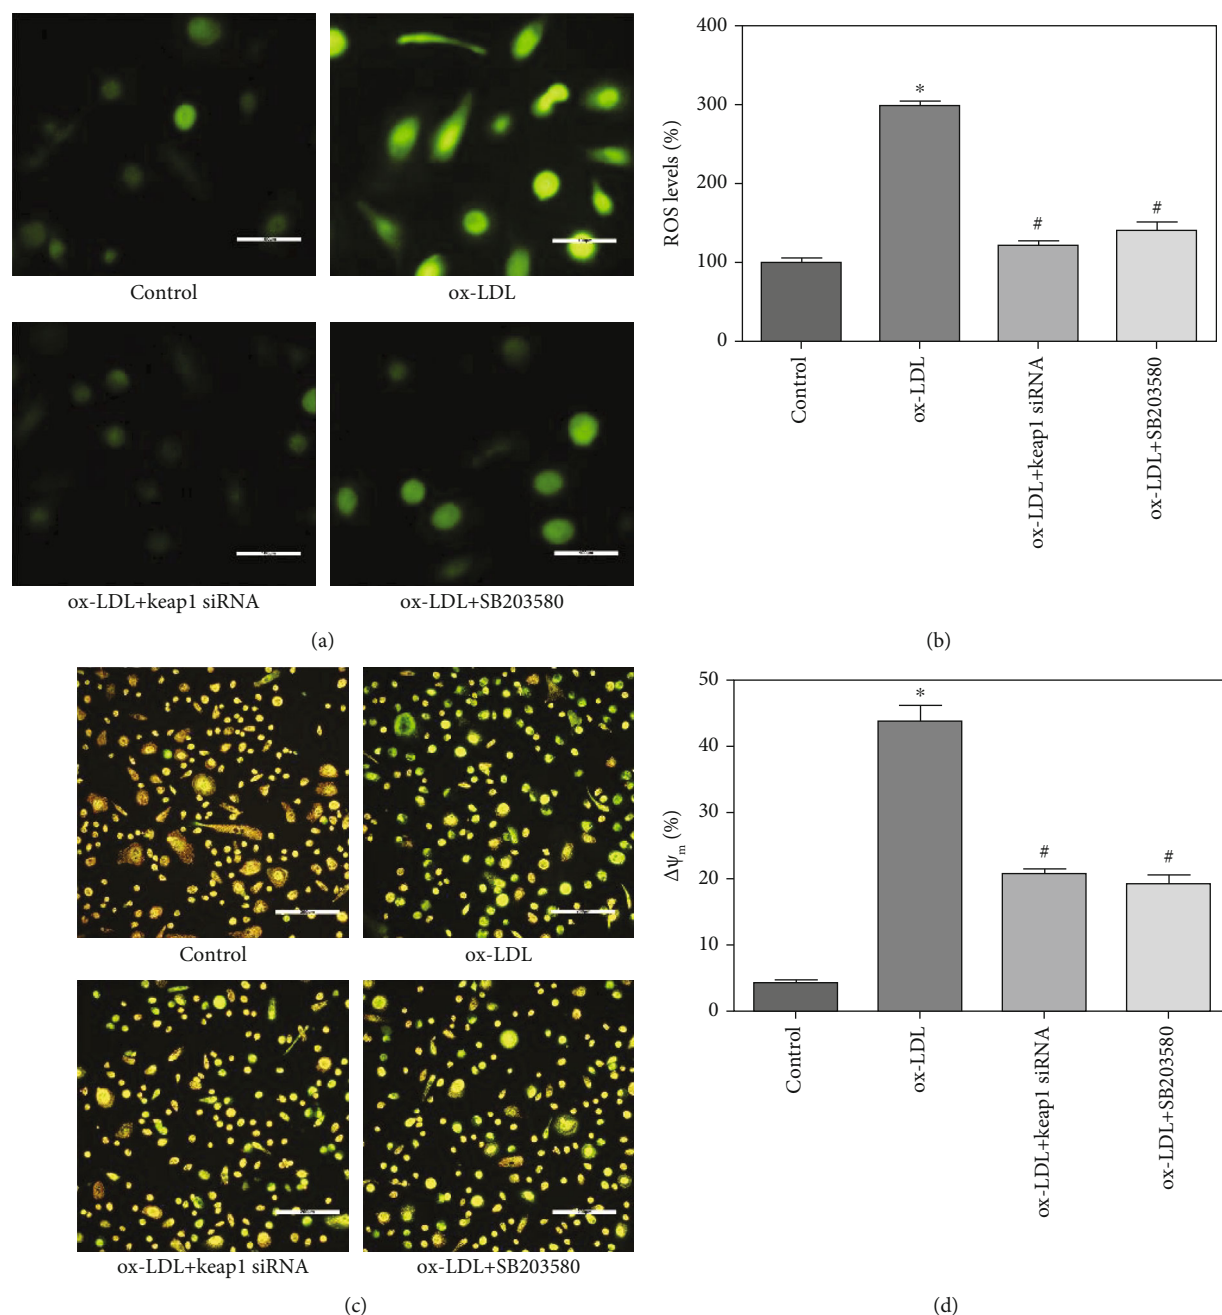 Control
ox-LDL
ox-LDL+keap1 siRNA
ox-LDL+SB203580
(a)
400
300
200
100
0
ROS levels (%)
*
#
#
Control
ox-LDL
ox-LDL+keap1 siRNA
ox-LDL+SB203580
(b)
Control
ox-LDL
ox-LDL+keap1 siRNA
ox-LDL+SB203580
(c)
50
40
30
20
10
0
Δψm (%)
*
#
#
Control
ox-LDL
ox-LDL+keap1 siRNA
ox-LDL+SB203580
(d)